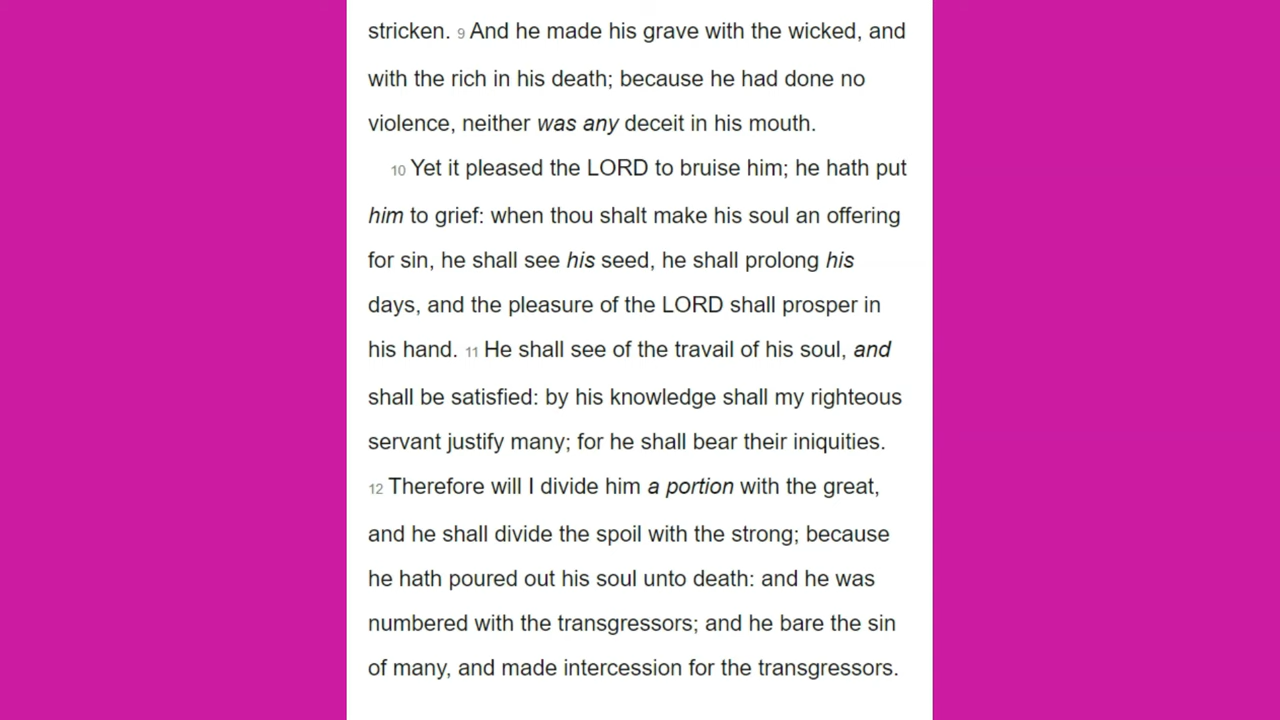 stricken. 9 And he made his grave with the wicked, and
with the rich in his death; because he had done no
violence, neither was any deceit in his mouth.
10 Yet it pleased the LORD to bruise him; he hath put
him to grief: when thou shalt make his soul an offering
for sin, he shall see his seed, he shall prolong his
days, and the pleasure of the LORD shall prosper in
his hand. 11 He shall see of the travail of his soul, and
shall be satisfied: by his knowledge shall my righteous
servant justify many; for he shall bear their iniquities.
12 Therefore will I divide him a portion with the great,
and he shall divide the spoil with the strong; because
he hath poured out his soul unto death: and he was
numbered with the transgressors; and he bare the sin
of many, and made intercession for the transgressors.